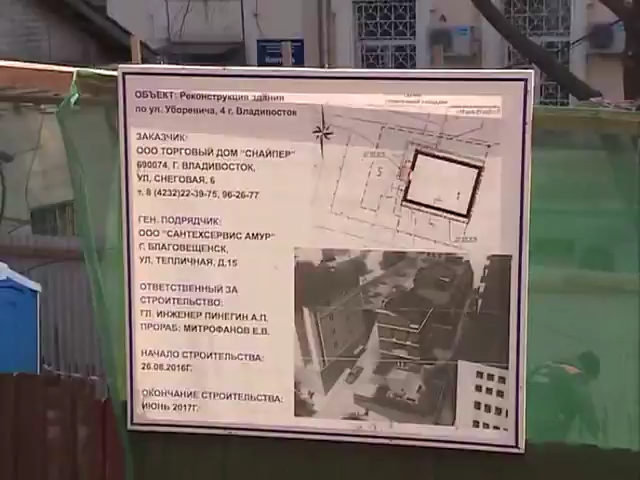 ОБЪЕКТ: Реконструкция здания
по ул. Уборевича, 4 г. Владивосток
ЗАКАЗЧИК:
ООО ТОРГОВЫЙ ДОМ "СНАЙПЕР"
690074, Г. ВЛАДИВОСТОК,
УЛ. СНЕГОВАЯ, 6
т. 8 (4232)22-39-75, 96-26-77
ГЕН. ПОДРЯДЧИК:
ООО "САНТЕХСЕРВИС АМУР"
Г. БЛАГОВЕЩЕНСК,
УЛ. ТЕПЛИЧНАЯ, Д.15
ОТВЕТСТВЕННЫЙ ЗА
СТРОИТЕЛЬСТВО:
ГЛ. ИНЖЕНЕР ПИНЕГИН А.П.
ПРОРАБ: МИТРОФАНОВ Е.В.
НАЧАЛО СТРОИТЕЛЬСТВА:
26.08.2016Г.
ОКОНЧАНИЕ СТРОИТЕЛЬСТВА:
ИЮНЬ 2017Г.
5
1